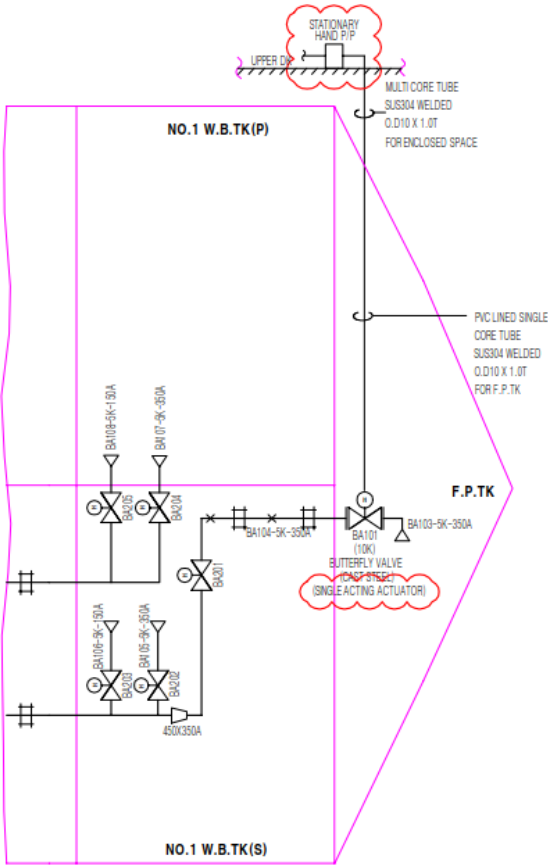 STATIONARY
HAND P/P
UPPER DK
MULTI CORE TUBE
SUS304 WELDED
O.D10 X 1.0T
FOR ENCLOSED SPACE
NO.1 W.B.TK(P)
PVC LINED SINGLE
CORE TUBE
SUS304 WELDED
O.D10 X 1.0T
FOR F.P.TK
BA108-5K-150A
BA107-5K-350A
H
BA205
H
BA204
F.P.TK
H
BA104-5K-350A
BA103-5K-350A
BA101
(10K)
BUTTERFLY VALVE
(CAST STEEL)
(SINGLE ACTING ACTUATOR)
H
BA201
BA106-5K-150A
BA105-5K-350A
H
BA203
H
BA202
450X350A
NO.1 W.B.TK(S)